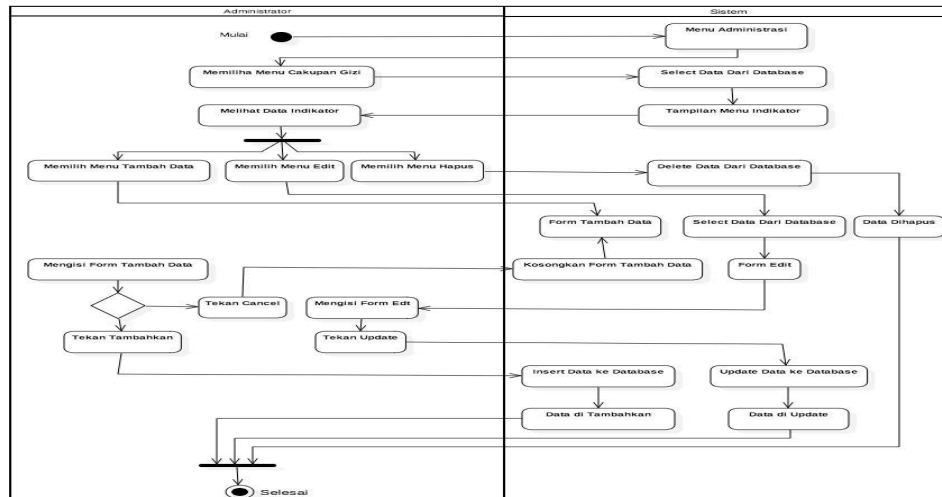 Administrator
Sistem
Mulai
Menu Administrasi
Memiliha Menu Cakupan Gizi
Select Data Dari Database
Melihat Data Indikator
Tampilan Menu Indikator
Memilih Menu Tambah Data
Memilih Menu Edit
Memilih Menu Hapus
Delete Data Dari Database
Form Tambah Data
Select Data Dari Database
Data Dihapus
Mengisi Form Tambah Data
Kosongkan Form Tambah Data
Form Edit
Tekan Cancel
Mengisi Form Edt
Tekan Tambahkan
Tekan Update
Insert Data ke Database
Update Data ke Database
Data di Tambahkan
Data di Update
Selesai